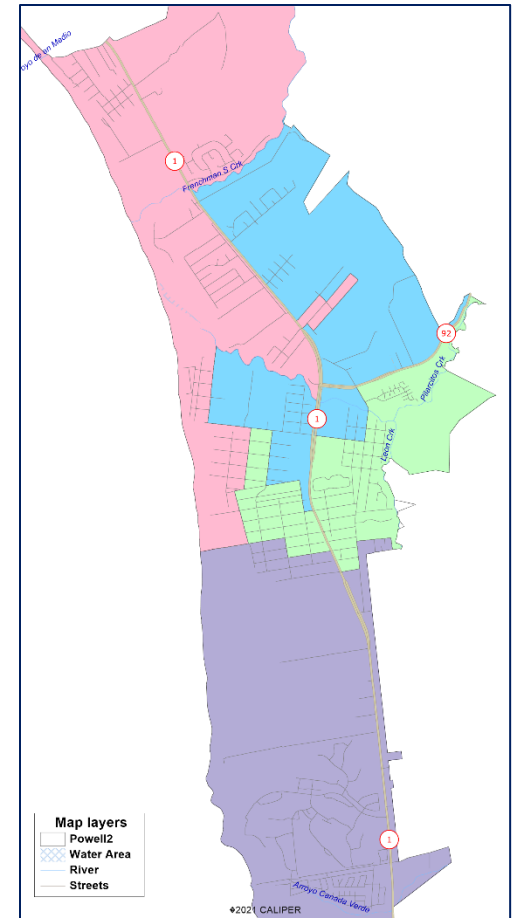 Arroyo de en Medio
1
Frenchman S Crk
92
Pilarcitos Crk
1
Leon Crk
Map layers
Powell2
Water Area
River
Streets
1
Arroyo Canada Verde
�2021 CALIPER